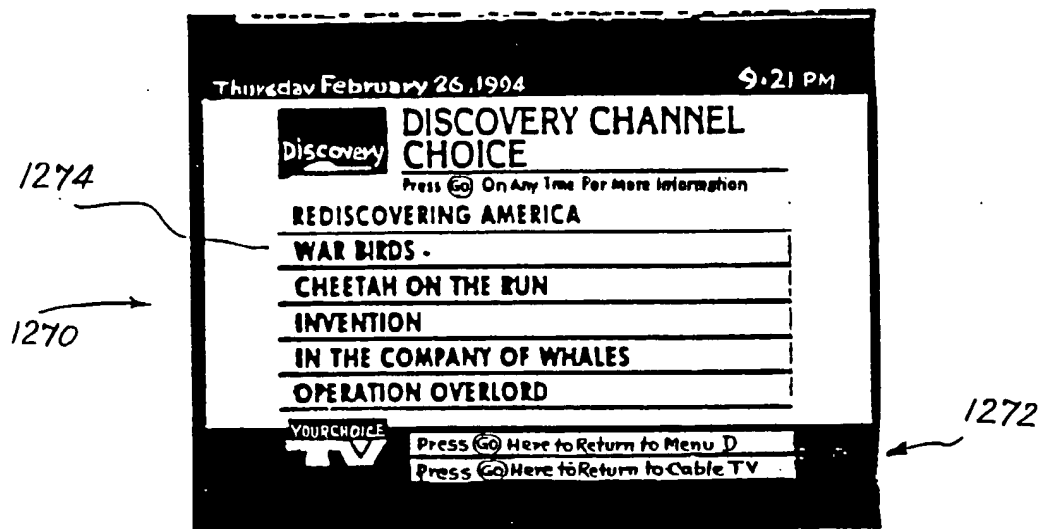 Thursday February 26, 1994 9:21 PM
Discovery
DISCOVERY CHANNEL
CHOICE
Press Go On Any Time For More Information
1274
REDISCOVERING AMERICA
WAR BIRDS
CHEETAH ON THE RUN
1270
INVENTION
IN THE COMPANY OF WHALES
OPERATION OVERLORD
1272
YOUR CHOICE
TV
Press Go Here to Return to Menu D
Press Go Here to Return to Cable TV